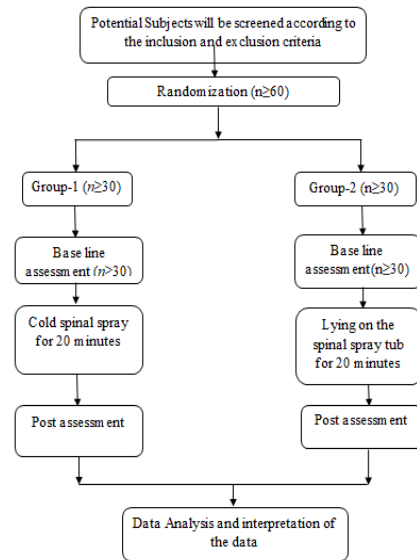 Potential Subjects will be screened according to
the inclusion and exclusion criteria
Randomization (n≥60)
Group-1 (n≥30)
Group-2 (n≥30)
Base line
assessment (n≥30)
Base line
assessment(n≥30)
Cold spinal spray
for 20 minutes
Lying on the
spinal spray tub
for 20 minutes
Post assessment
Post assessment
Data Analysis and interpretation of
the data